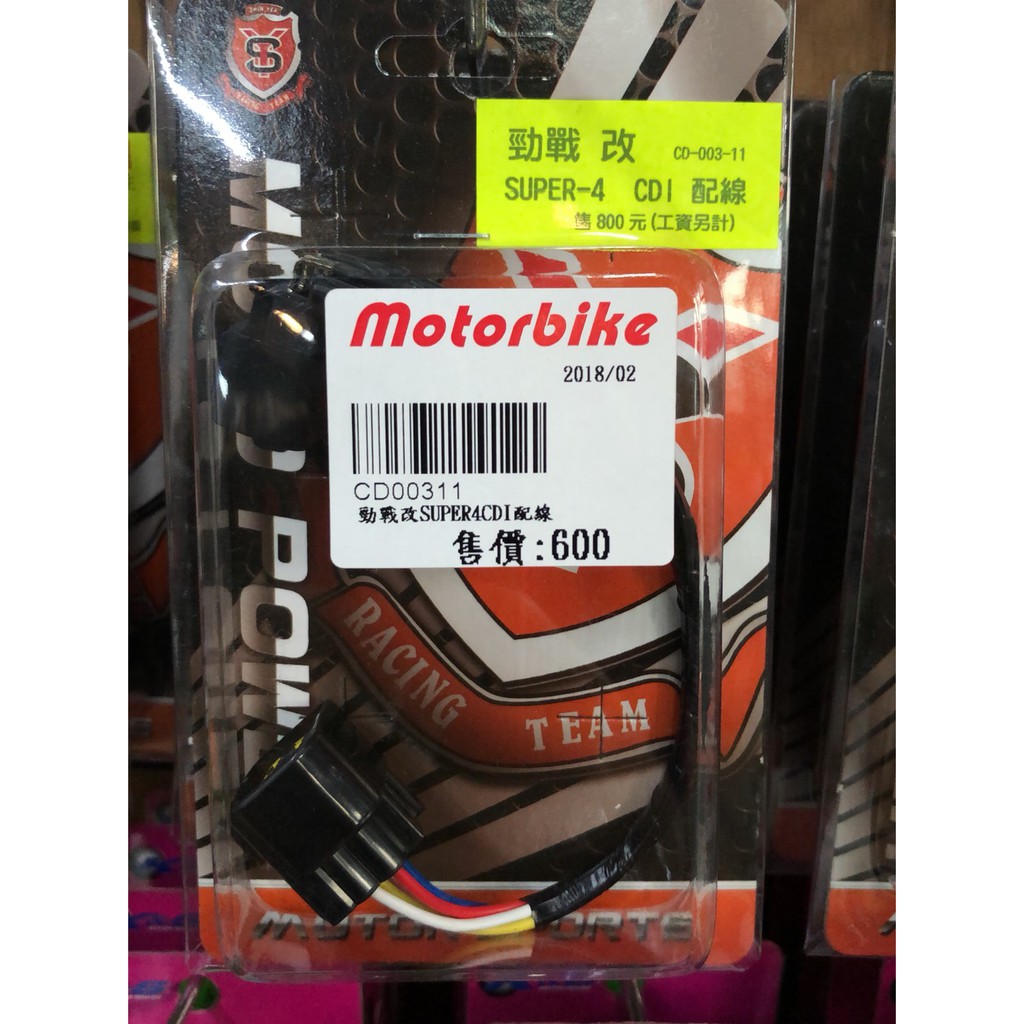 勁戰 改 CD-003-11
SUPER-4 CDI 配線
售 800 元(工資另計)
Motorbike
2018/02
CD00311
勁戰改SUPER4CDI配線
售價:600
RACING TEAM